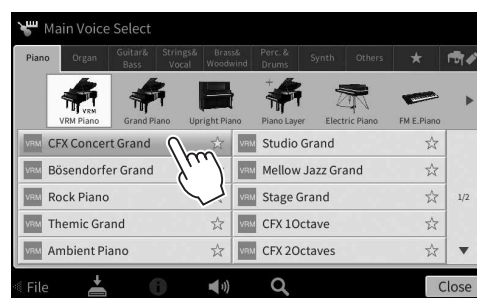 Main Voice Select
Piano
Organ
Guitar&
Bass
Strings&
Vocal
Brass&
Woodwind
Perc. &
Drums
Synth
Others
VRM
VRM Piano
Grand Piano
Upright Piano
Piano Layer
Electric Piano
FM E.Piano
VRM CFX Concert Grand
VRM Studio Grand
VRM Bösendorfer Grand
VRM Mellow Jazz Grand
VRM Rock Piano
VRM Stage Grand
1/2
VRM Themic Grand
VRM CFX 1Octave
VRM Ambient Piano
VRM CFX 2Octaves
File
Close